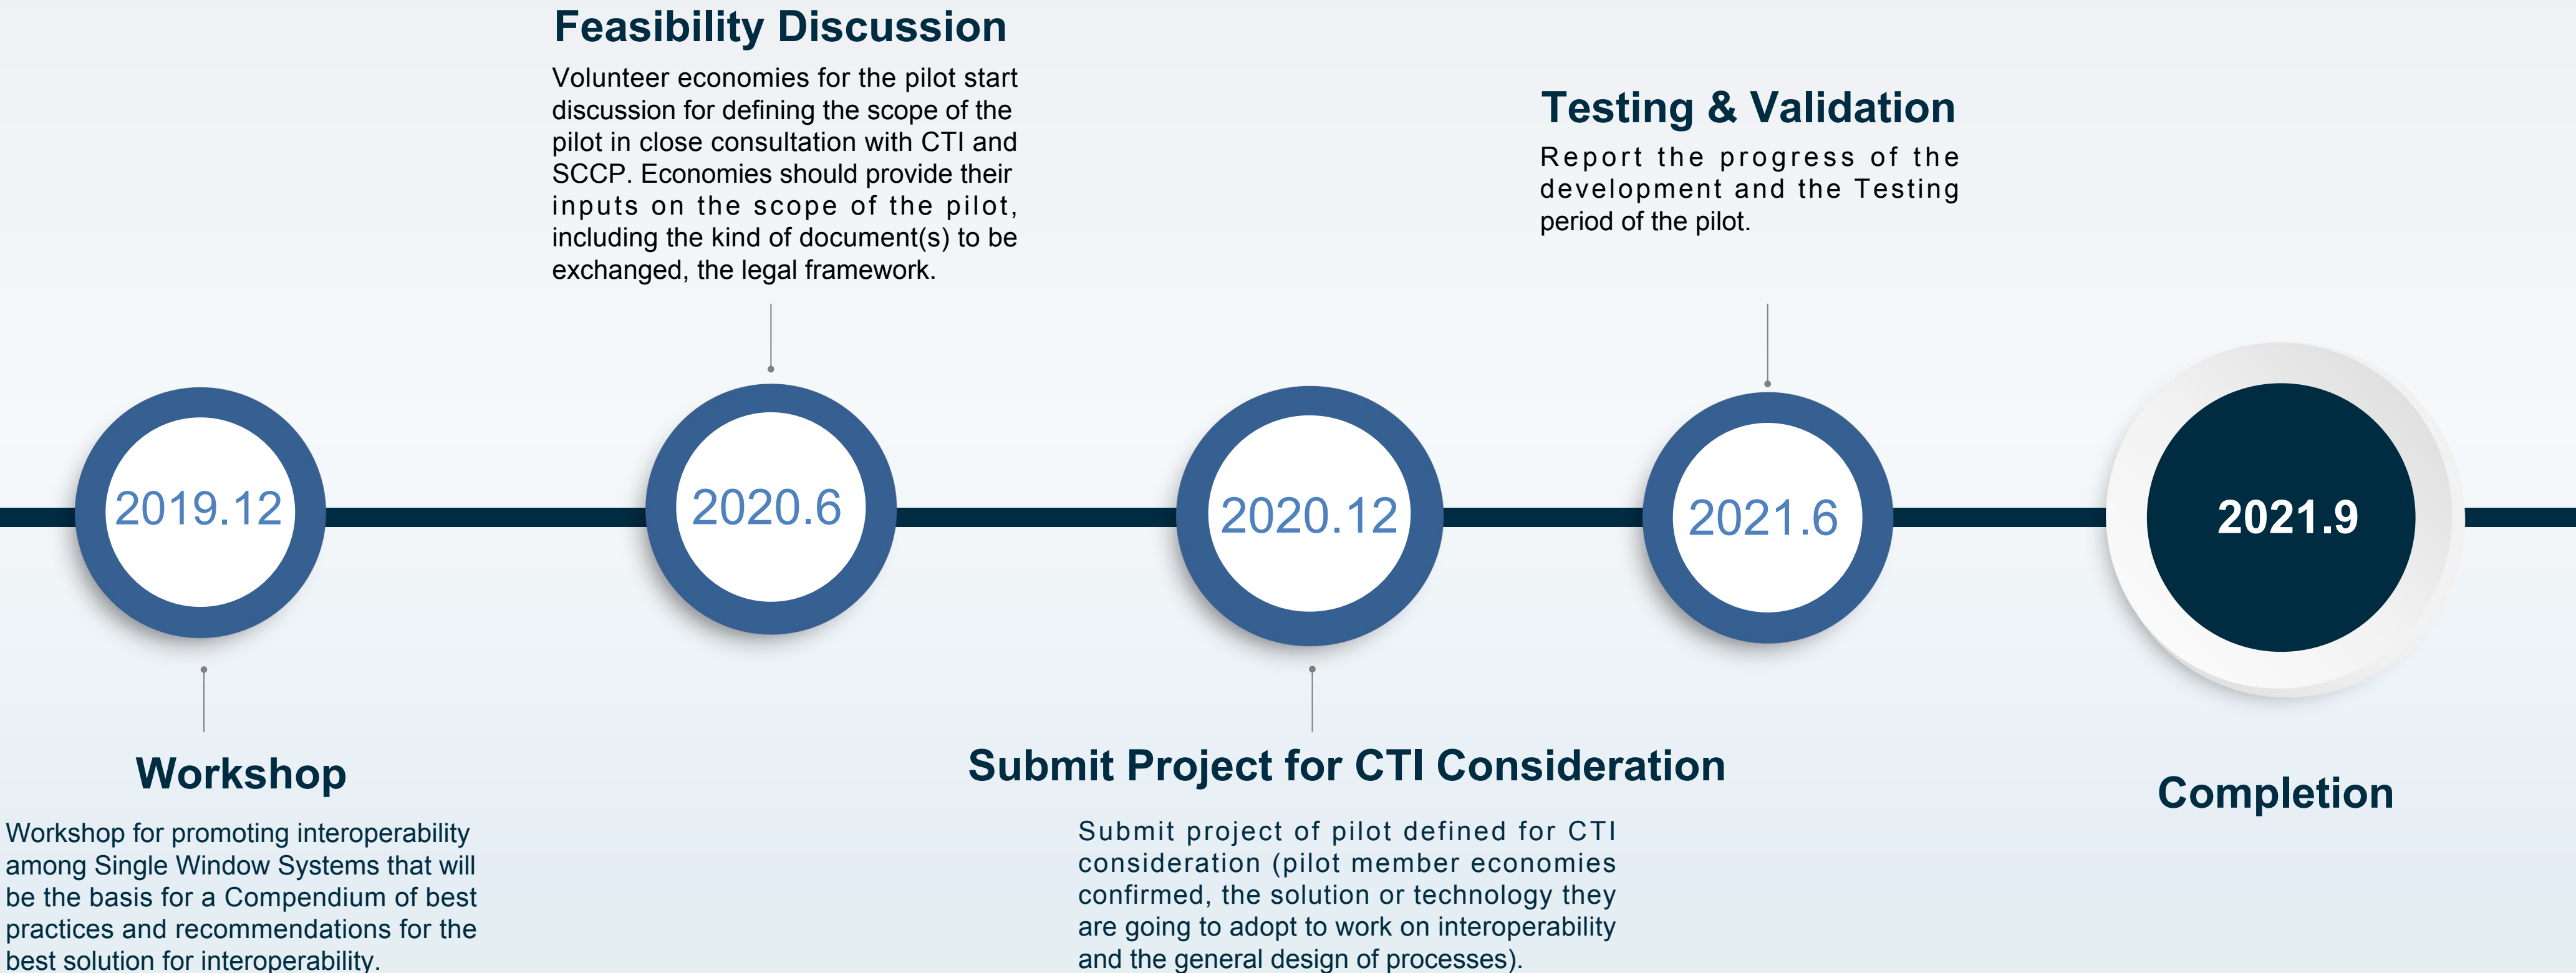 Feasibility Discussion
Volunteer economies for the pilot start
discussion for defining the scope of the
pilot in close consultation with CTI and
SCCP. Economies should provide their
inputs on the scope of the pilot,
including the kind of document(s) to be
exchanged, the legal framework.
Testing & Validation
Report the progress of the
development and the Testing
period of the pilot.
2019.12
2020.6
2020.12
2021.6
2021.9
Workshop
Workshop for promoting interoperability
among Single Window Systems that will
be the basis for a Compendium of best
practices and recommendations for the
best solution for interoperability.
Submit Project for CTI Consideration
Submit project of pilot defined for CTI
consideration (pilot member economies
confirmed, the solution or technology they
are going to adopt to work on interoperability
and the general design of processes).
Completion